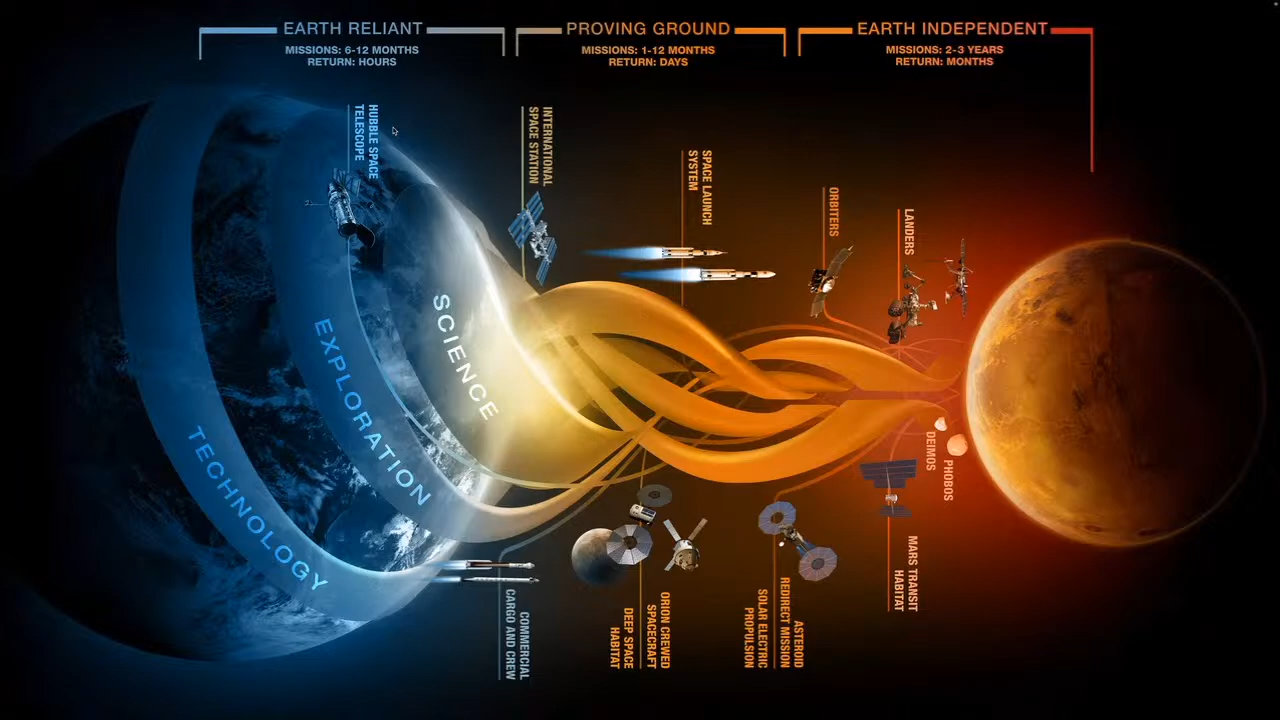 EARTH RELIANT
MISSIONS: 6-12 MONTHS
RETURN: HOURS
PROVING GROUND
MISSIONS: 1-12 MONTHS
RETURN: DAYS
EARTH INDEPENDENT
MISSIONS: 2-3 YEARS
RETURN: MONTHS
HUBBLE SPACE
TELESCOPE
INTERNATIONAL
SPACE STATION
SPACE LAUNCH
SYSTEM
ORBITERS
LANDERS
SCIENCE
EXPLORATION
TECHNOLOGY
DEIMOS
PHOBOS
COMMERCIAL
CARGO AND CREW
ORION CREWED
SPACECRAFT
DEEP SPACE
HABITAT
ASTEROID
REDIRECT MISSION
SOLAR ELECTRIC
PROPULSION
MARS TRANSIT
HABITAT